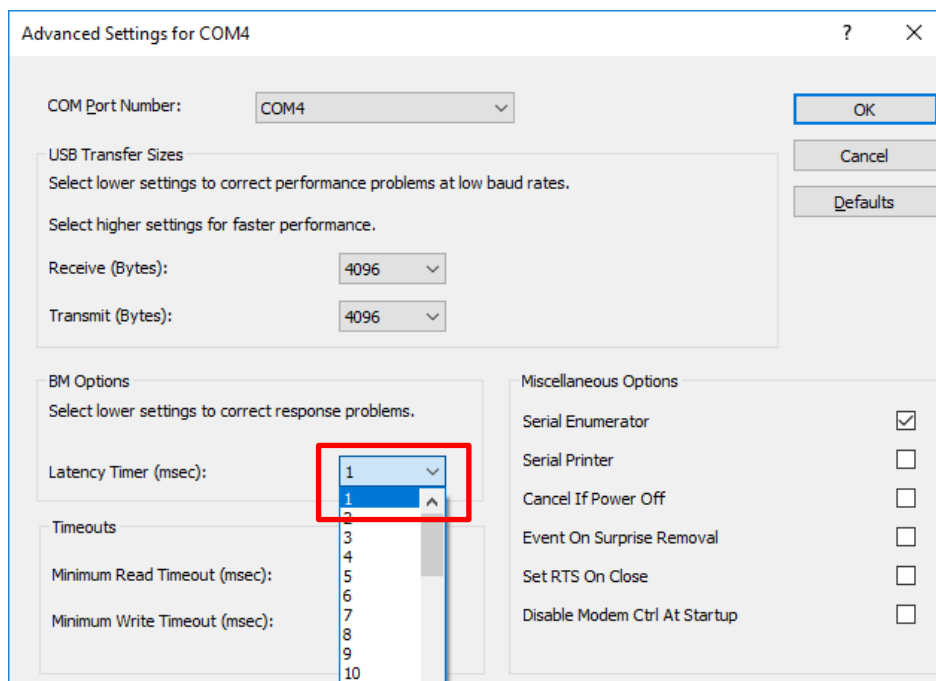 Advanced Settings for COM4
?
COM Port Number:
COM4
OK
Cancel
Defaults
USB Transfer Sizes
Select lower settings to correct performance problems at low baud rates.
Select higher settings for faster performance.
Receive (Bytes):
4096
Transmit (Bytes):
4096
BM Options
Select lower settings to correct response problems.
Latency Timer (msec):
1
1
2
3
4
5
6
7
8
9
10
Timeouts
Minimum Read Timeout (msec):
Minimum Write Timeout (msec):
Miscellaneous Options
Serial Enumerator
Serial Printer
Cancel If Power Off
Event On Surprise Removal
Set RTS On Close
Disable Modem Ctrl At Startup